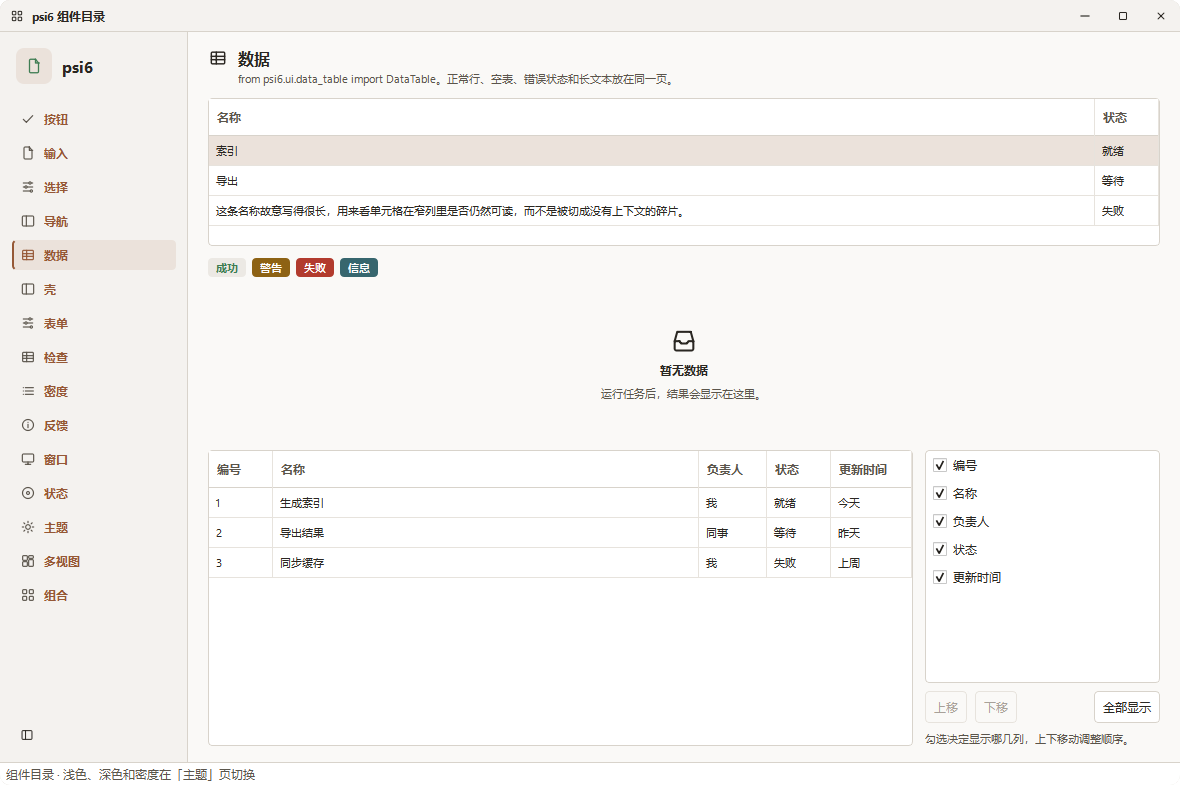 psi6 组件目录
psi6
按钮
输入
选择
导航
数据
壳
表单
检查
密度
反馈
窗口
状态
主题
多视图
组合
数据
from psi6.ui.data_table import DataTable。正常行、空表、错误状态和长文本放在同一页。
名称 状态
索引 就绪
导出 等待
这条名称故意写得很长，用来看单元格在窄列里是否仍然可读，而不是被切成没有上下文的碎片。 失败
成功 警告 失败 信息
暂无数据
运行任务后，结果会显示在这里。
编号 名称 负责人 状态 更新时间
1 生成索引 我 就绪 今天
2 导出结果 同事 等待 昨天
3 同步缓存 我 失败 上周
编号
名称
负责人
状态
更新时间
上移 下移 全部显示
勾选决定显示哪几列，上下移动调整顺序。
组件目录 · 浅色、深色和密度在「主题」页切换